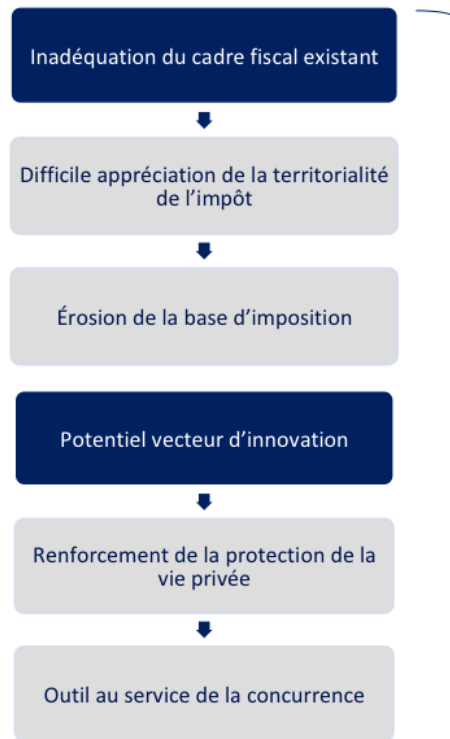 Inadéquation du cadre fiscal existant
Difficile appréciation de la territorialité
de l’impôt
Érosion de la base d’imposition
Potentiel vecteur d’innovation
Renforcement de la protection de la
vie privée
Outil au service de la concurrence